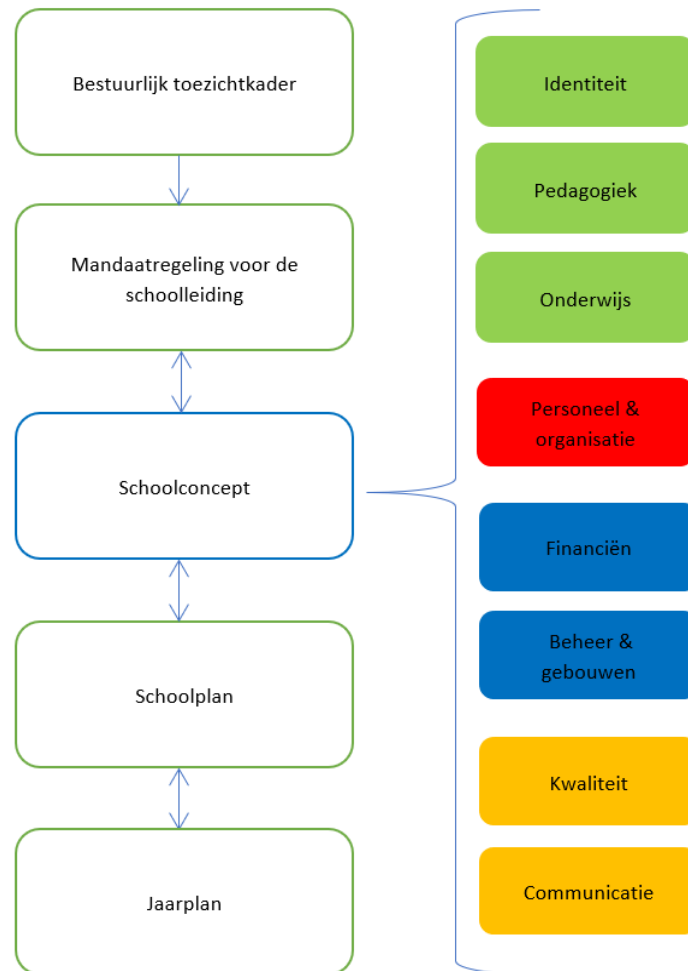 Bestuurlijk toezichtkader
Mandaatregeling voor de
schoolleiding
Schoolconcept
Schoolplan
Jaarplan
Identiteit
Pedagogiek
Onderwijs
Personeel &
organisatie
Financiën
Beheer &
gebouwen
Kwaliteit
Communicatie